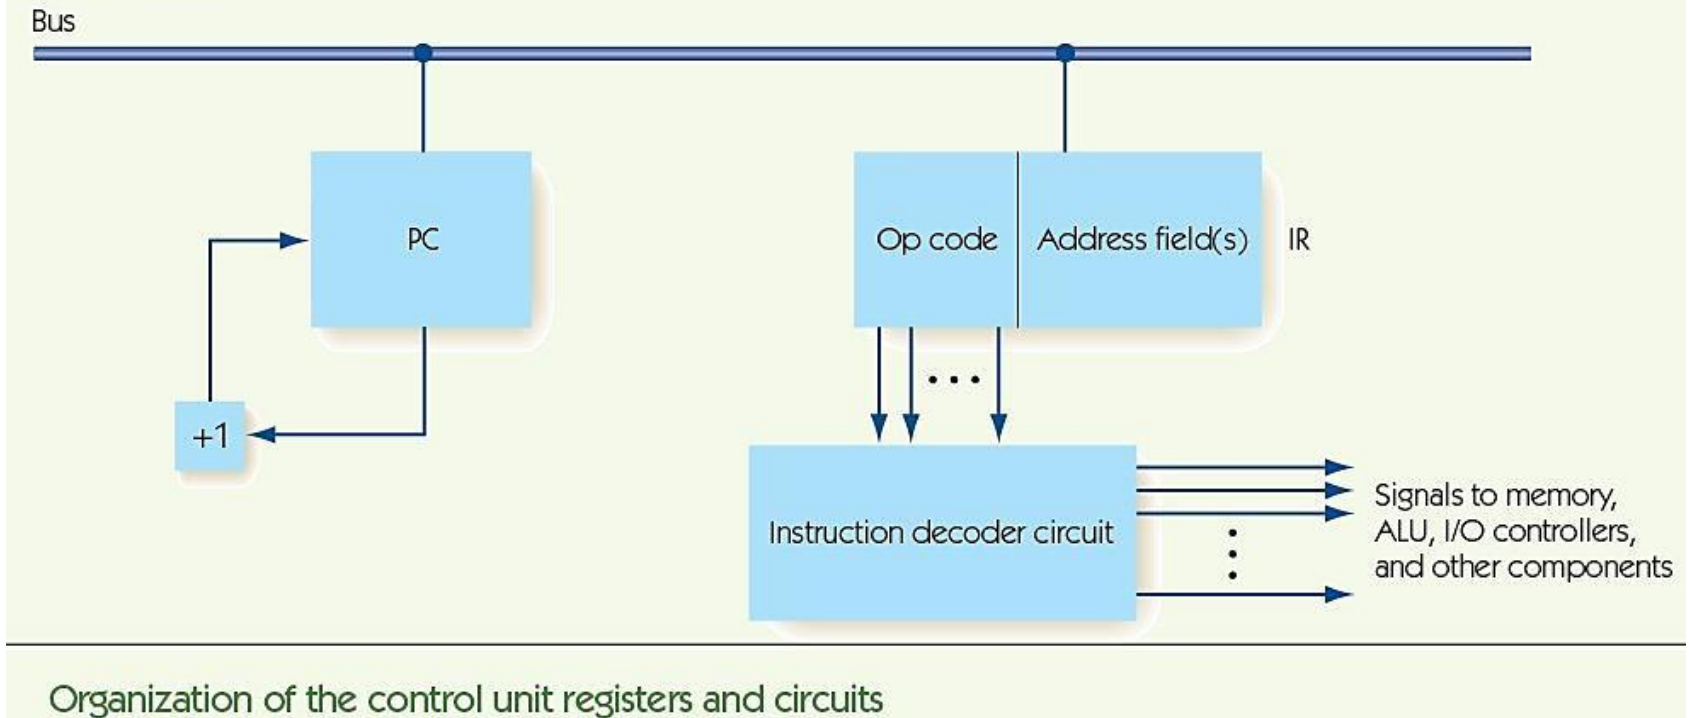 Bus
PC
Op code
Address field(s)
IR
+1
Instruction decoder circuit
Signals to memory,
ALU, I/O controllers,
and other components
Organization of the control unit registers and circuits